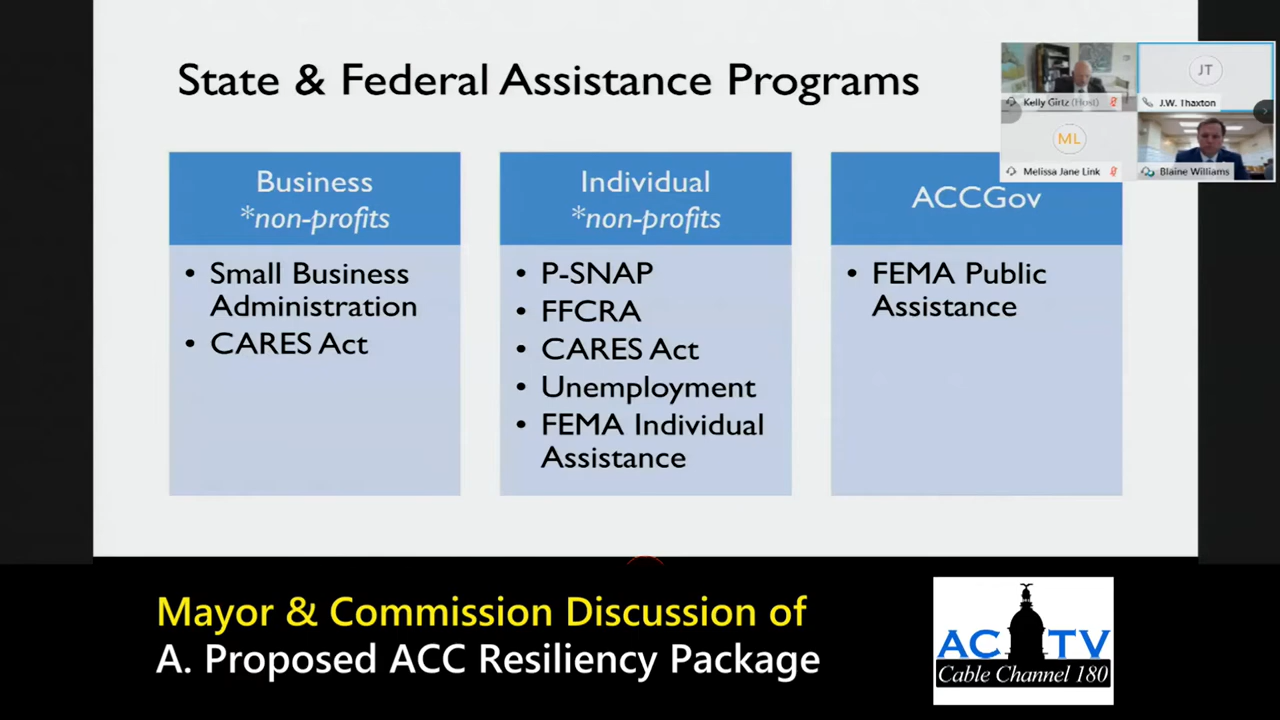 State & Federal Assistance Programs
JT
Kelly Girtz (Host)
J.W. Thaxton
ML
Melissa Jane Link
Blaine Williams
Business
*non-profits
• Small Business
Administration
• CARES Act
Individual
*non-profits
• P-SNAP
• FFCRA
• CARES Act
• Unemployment
• FEMA Individual
Assistance
ACCGov
• FEMA Public
Assistance
Mayor & Commission Discussion of
A. Proposed ACC Resiliency Package
ACTV
Cable Channel 180